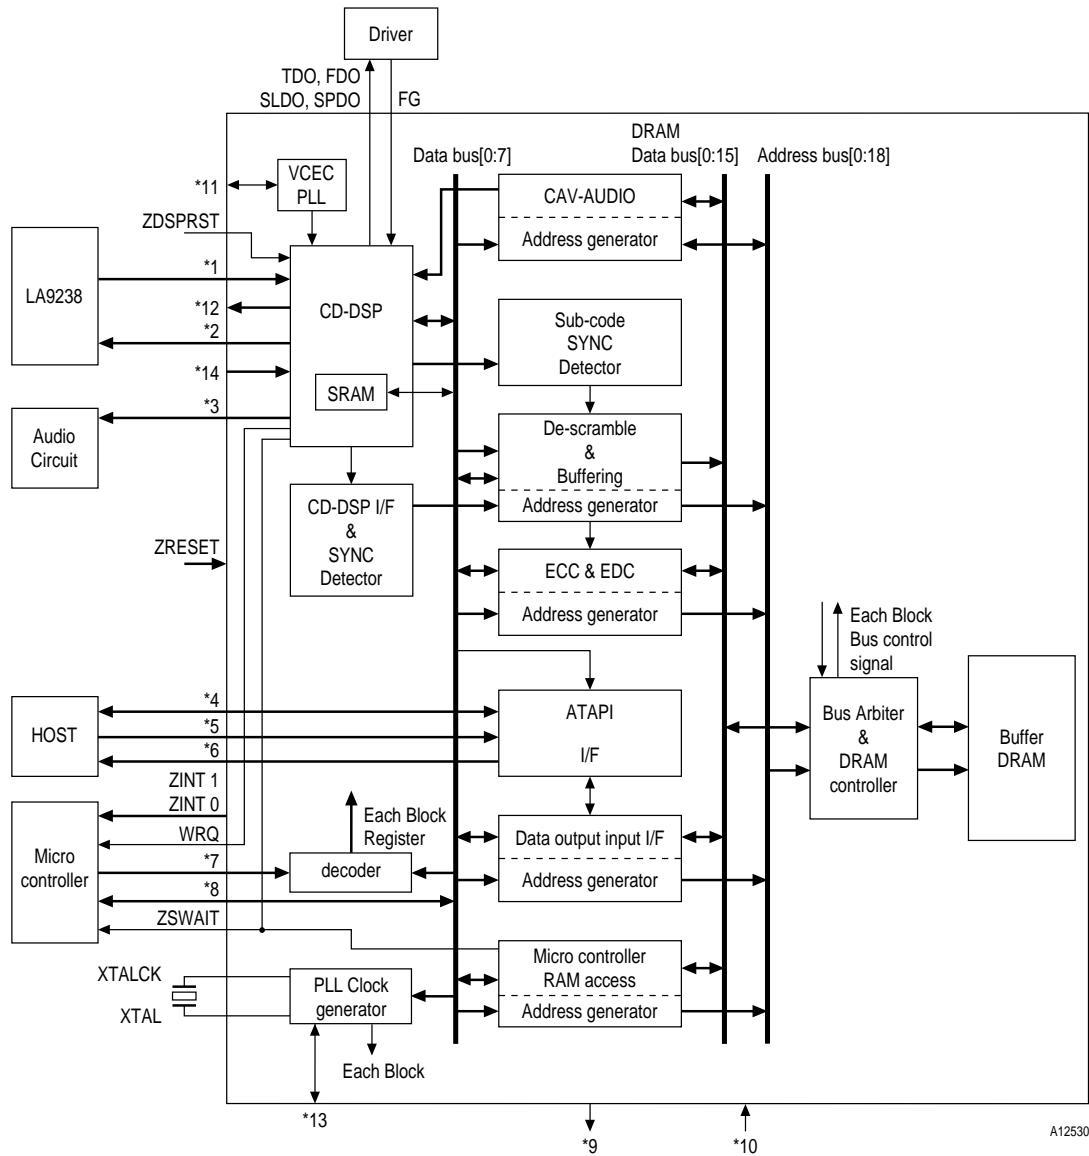 Driver
TDO, FDO
SLDO, SPDO
FG
DRAM
Data bus[0:7]
Data bus[0:15]
Address bus[0:18]
*11
VCEC
PLL
CAV-AUDIO
Address generator
ZDSPRST
LA9238
*1
*12
*2
*14
*3
CD-DSP
SRAM
Sub-code
SYNC
Detector
Audio
Circuit
De-scramble
&
Buffering
Address generator
CD-DSP I/F
&
SYNC
Detector
ZRESET
ECC & EDC
Address generator
Each Block
Bus control
signal
HOST
*4
*5
*6
ATAPI
I/F
Bus Arbiter
&
DRAM
controller
Buffer
DRAM
ZINT 1
ZINT 0
WRQ
*7
*8
ZSWAIT
Micro
controller
Each Block
Register
decoder
Data output input I/F
Address generator
Micro controller
RAM access
Address generator
XTALCK
XTAL
PLL Clock
generator
Each Block
*13
*9
*10
A12530